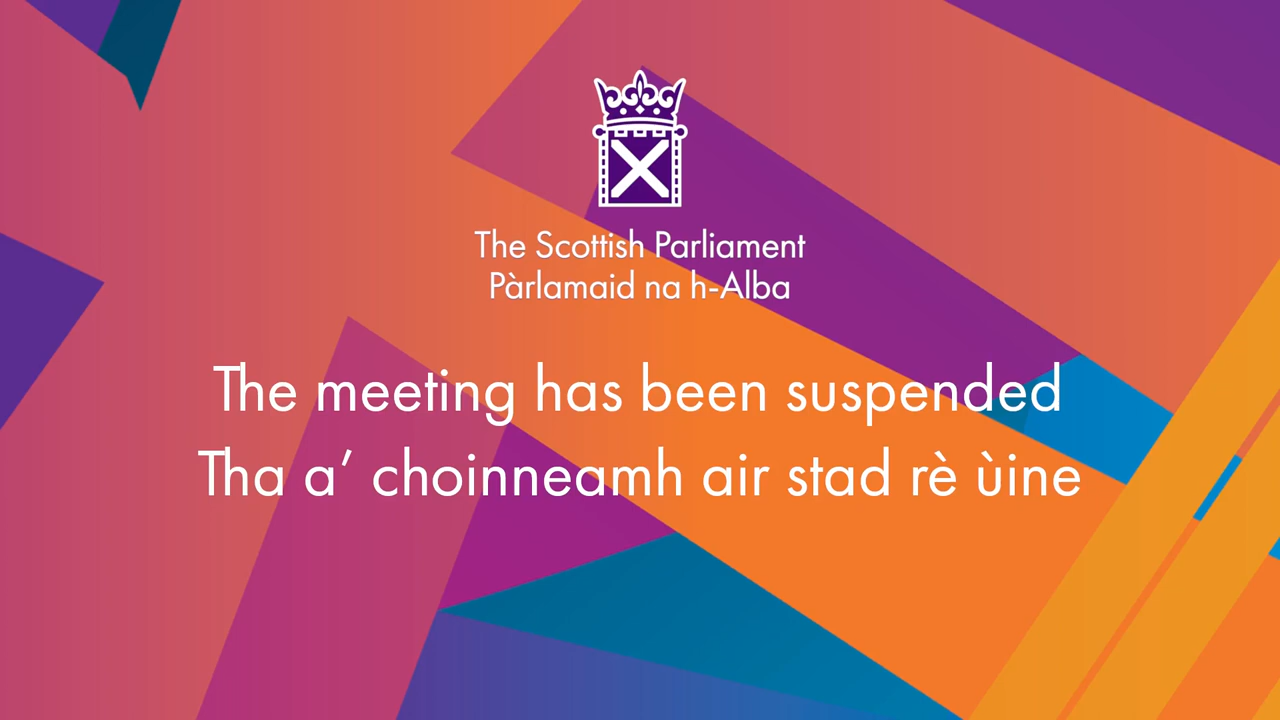 The Scottish Parliament
Pàrlamaid na h-Alba
The meeting has been suspended
Tha a’ choinneamh air stad rè ùine